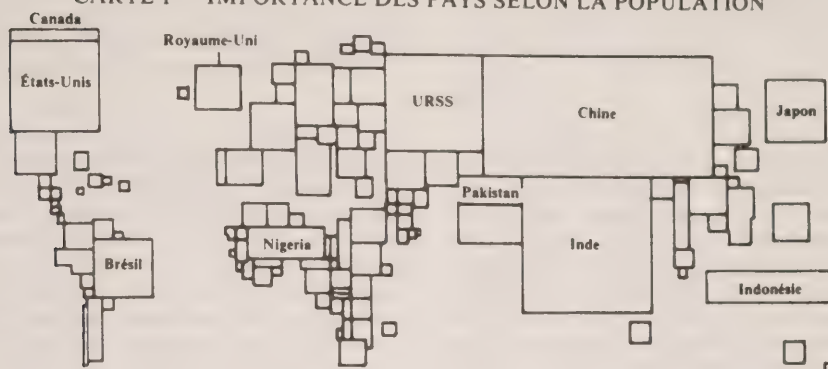 CARTE I — IMPORTANCE DES PAYS SELON LA POPULATION
Canada
Royaume-Uni
États-Unis
URSS
Chine
Japon
Pakistan
Nigeria
Inde
Brésil
Indonésie